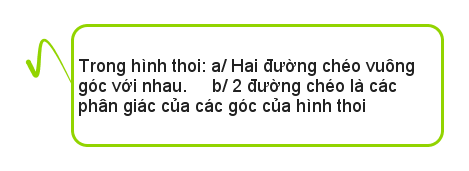 Trong hình thoi: a/ Hai đường chéo vuông
góc với nhau. b/ 2 đường chéo là các
phân giác của các góc của hình thoi